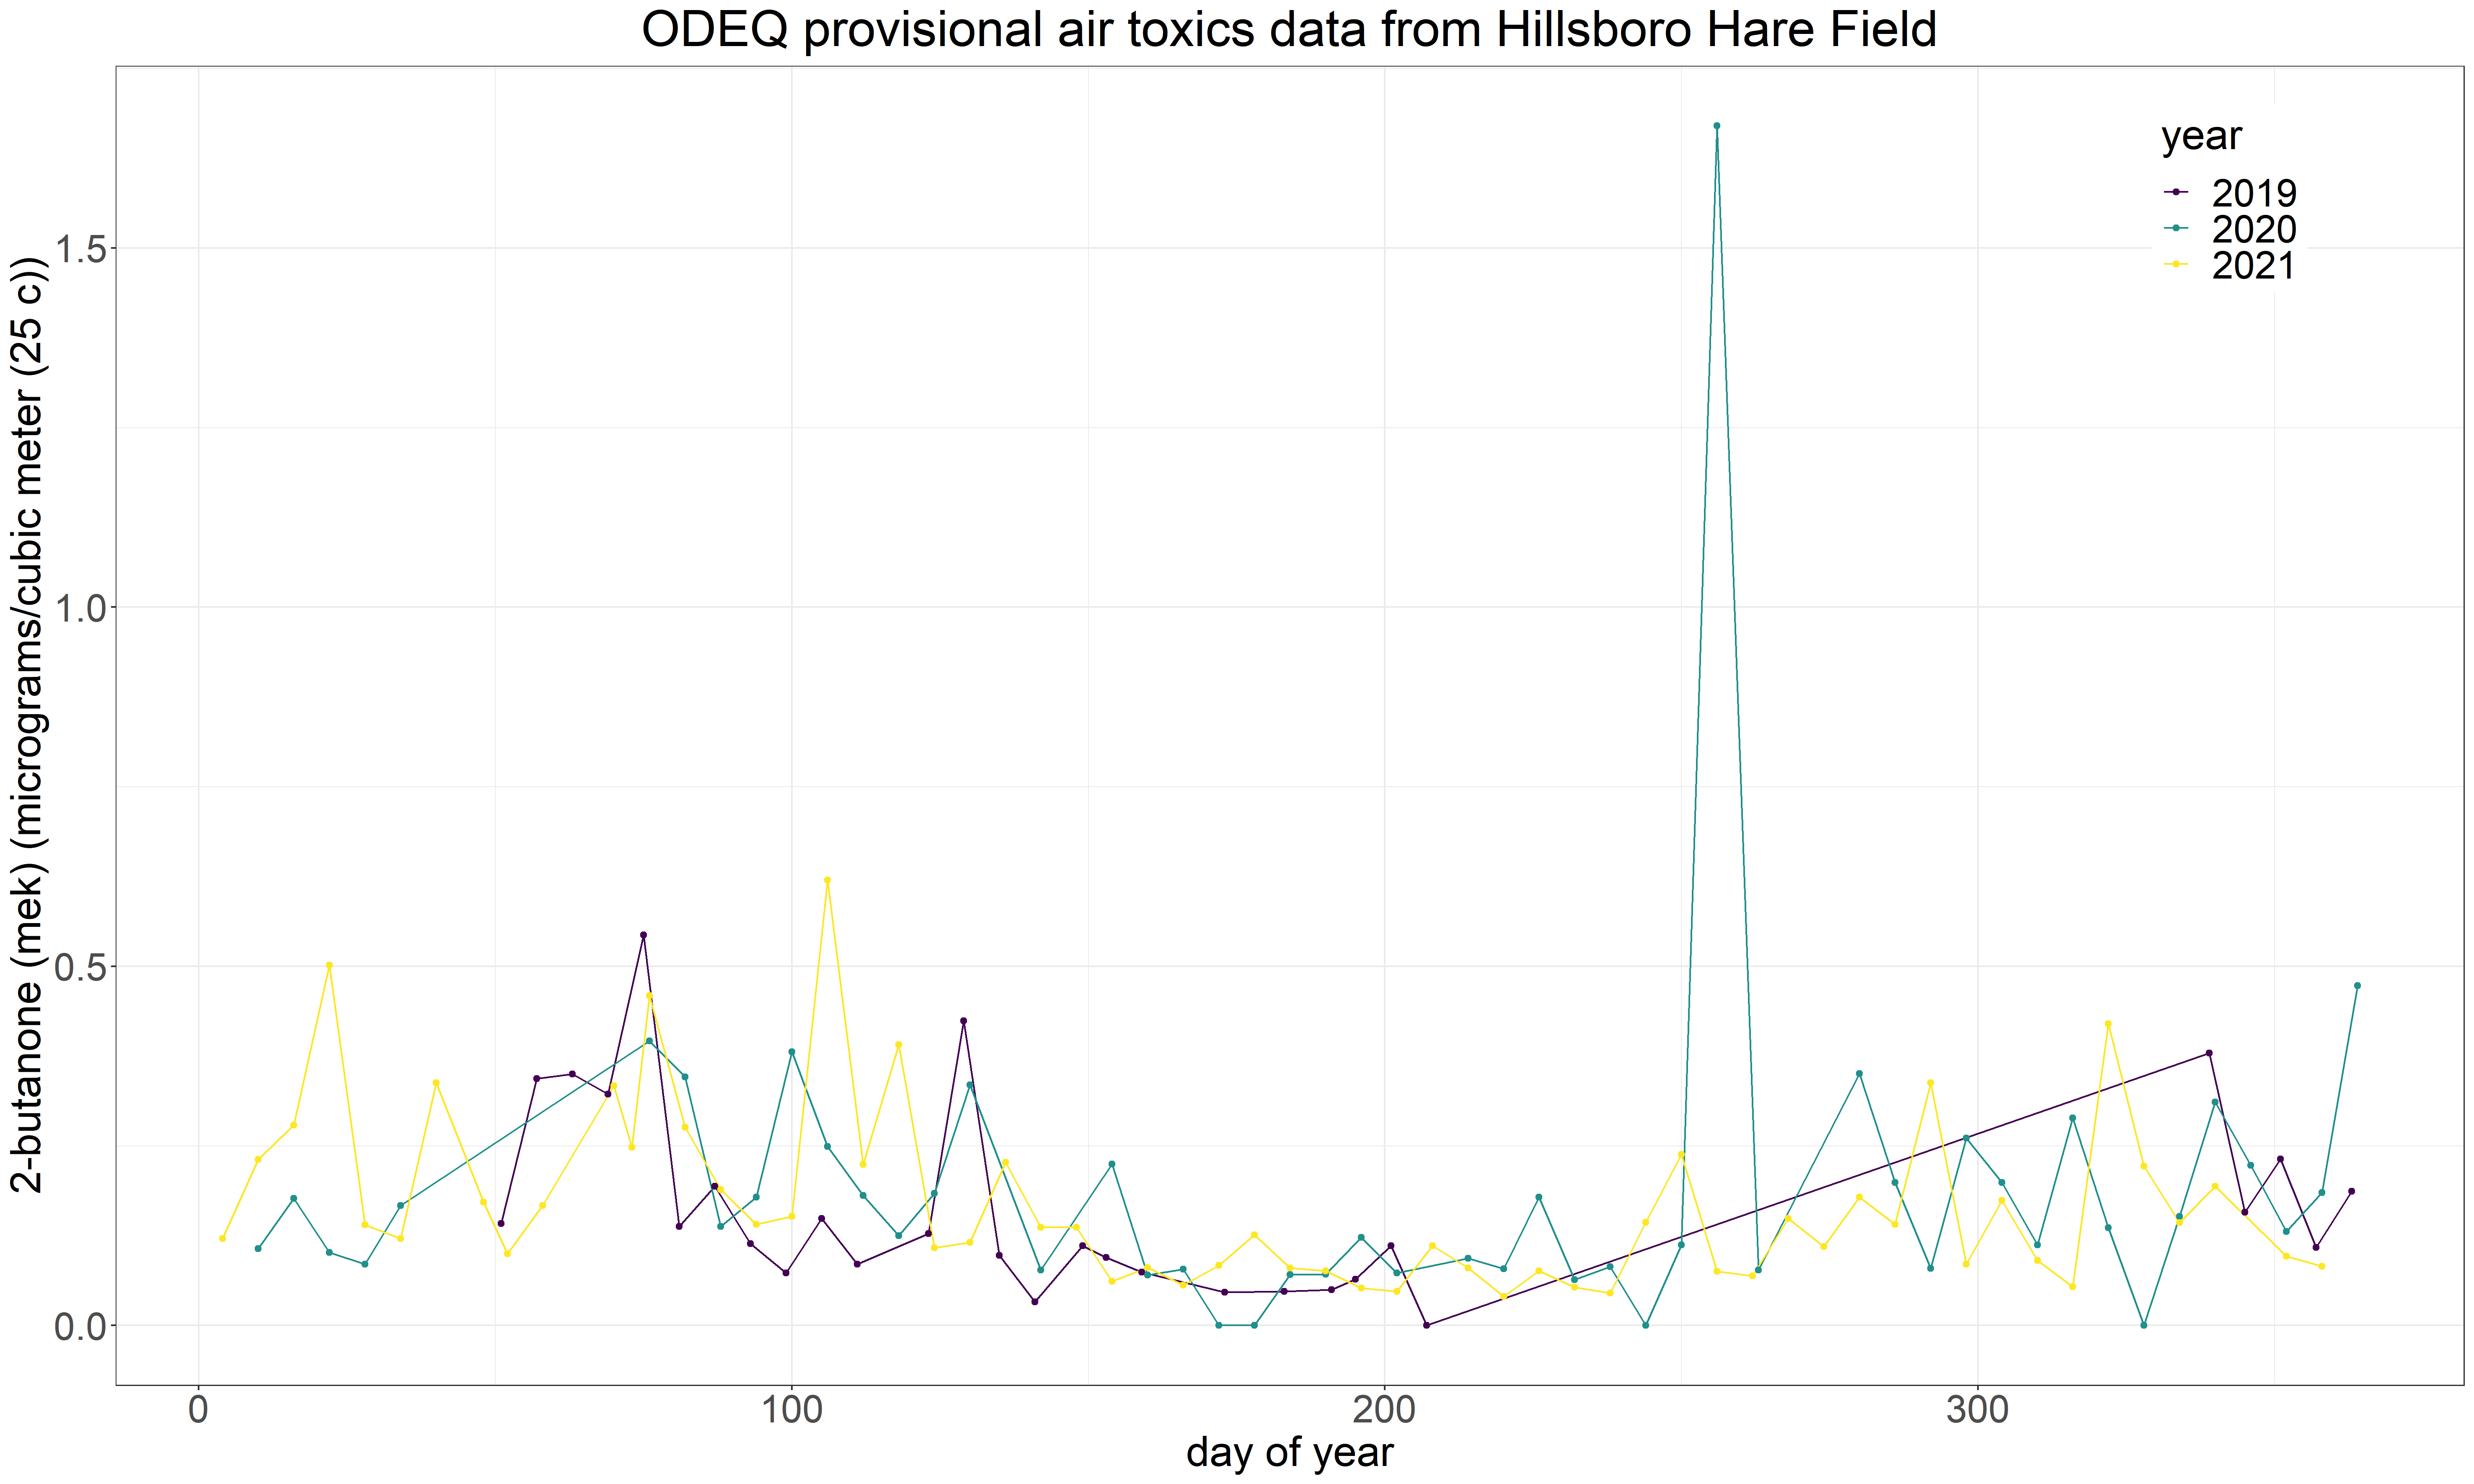 ODEQ provisional air toxics data from Hillsboro Hare Field
2-butanone (mek) (micrograms/cubic meter (25 c))
1.5
1.0
0.5
0.0
year
2019
2020
2021
0 100 200 300
day of year